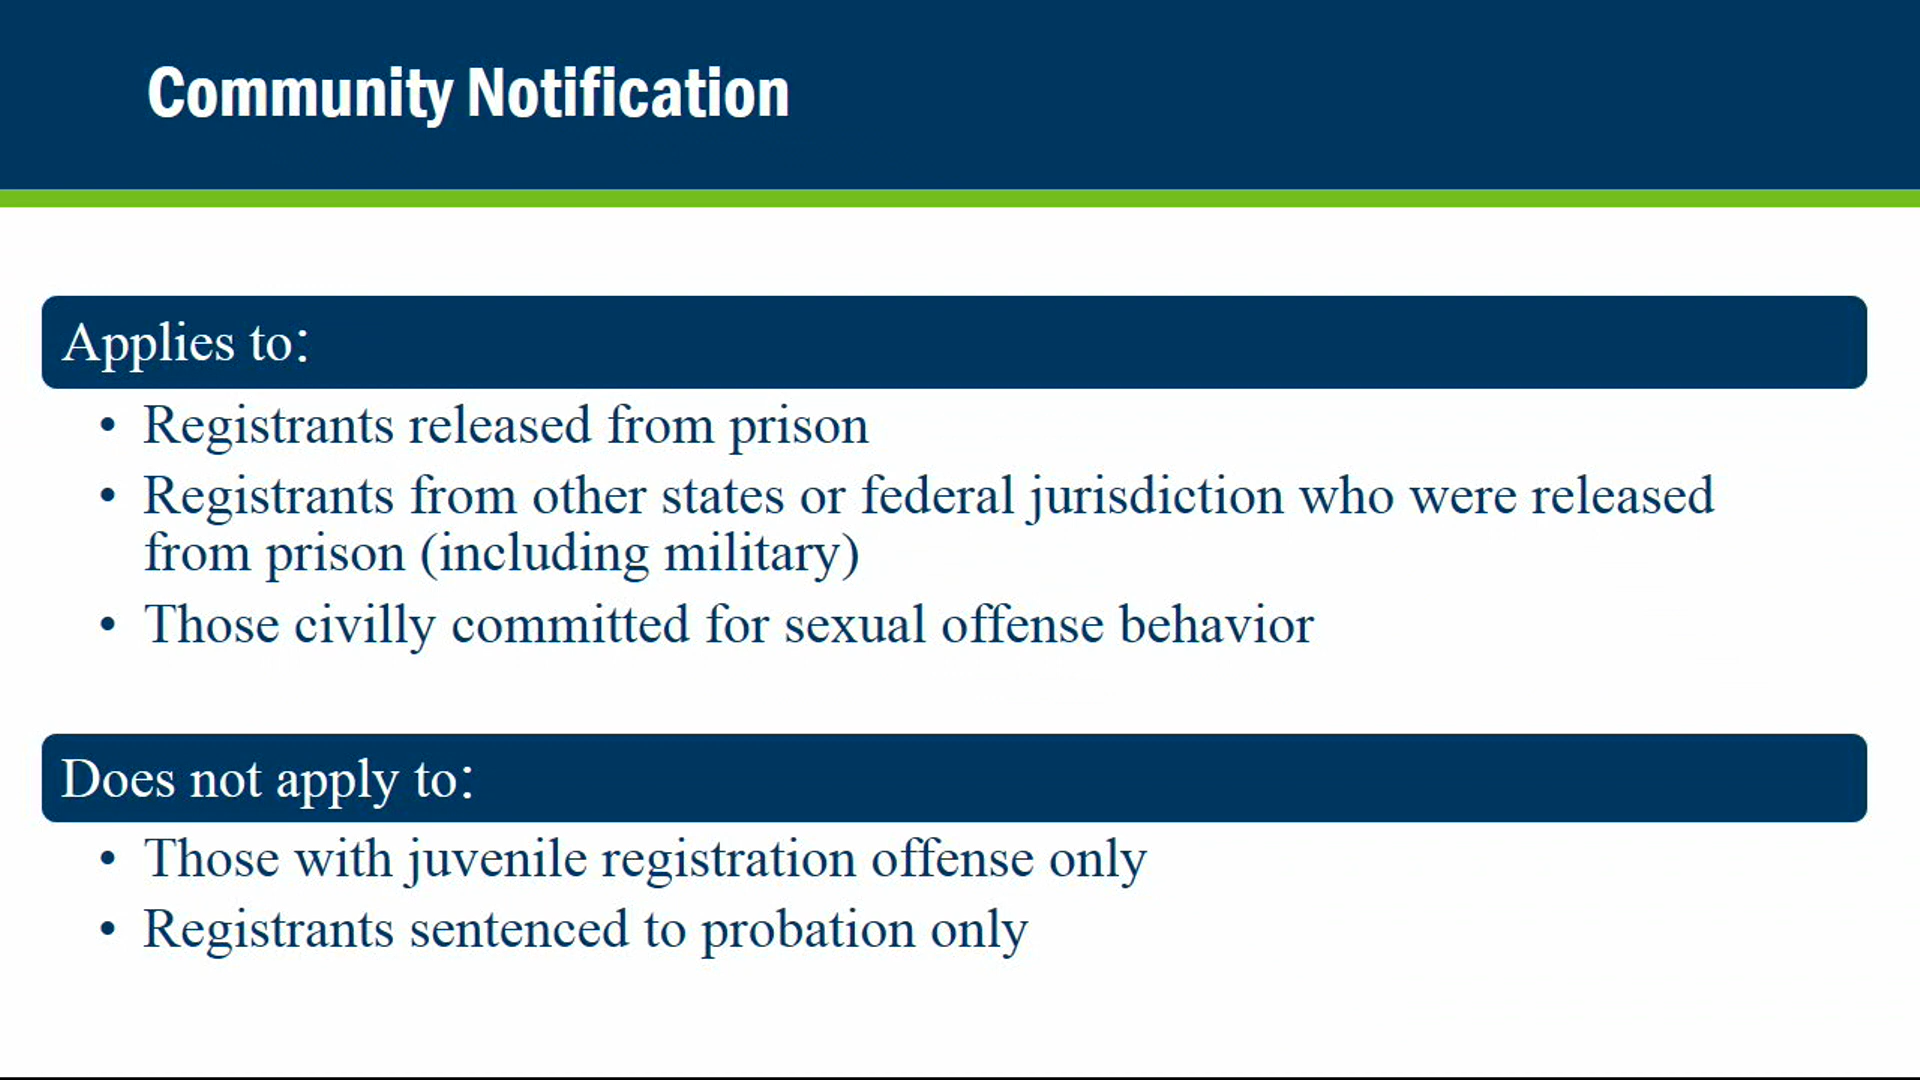 Community Notification
Applies to:
• Registrants released from prison
• Registrants from other states or federal jurisdiction who were released
from prison (including military)
• Those civilly committed for sexual offense behavior
Does not apply to:
• Those with juvenile registration offense only
• Registrants sentenced to probation only